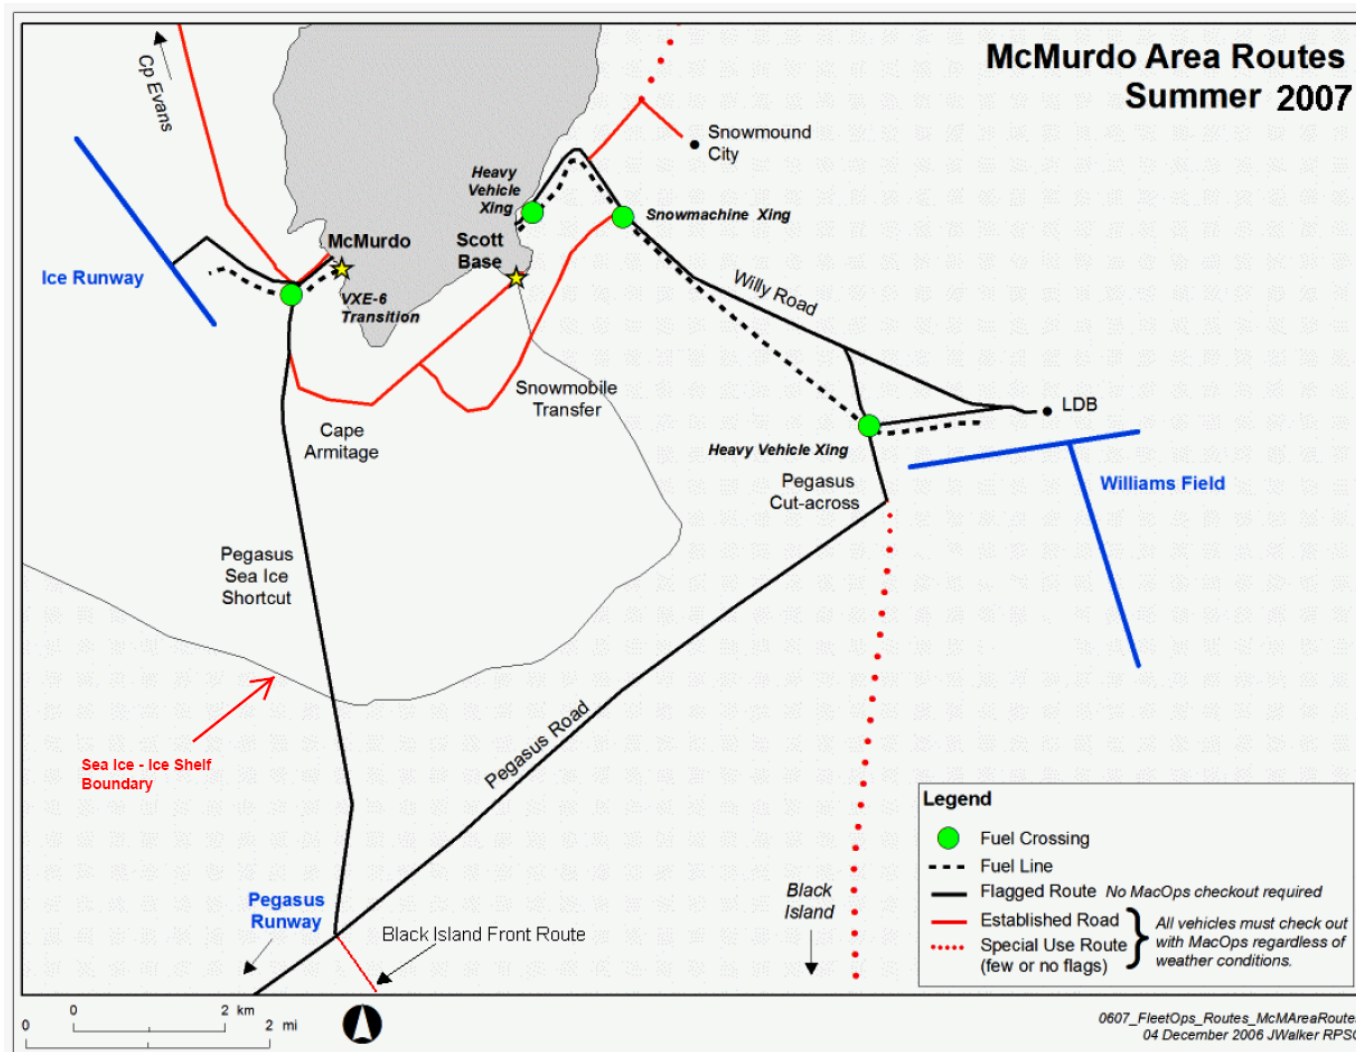 McMurdo Area Routes
Summer 2007
Cp Evans
Snowmound
City
Heavy
Vehicle
Xing
Snowmachine Xing
McMurdo
Scott
Base
Ice Runway
VXE-6
Transition
Willy Road
Snowmobile
Transfer
LDB
Cape
Armitage
Heavy Vehicle Xing
Pegasus
Cut-across
Williams Field
Pegasus
Sea Ice
Shortcut
Sea Ice - Ice Shelf
Boundary
Pegasus Road
Pegasus
Runway
Black Island Front Route
Black
Island
Legend
Fuel Crossing
Fuel Line
Flagged Route No MacOps checkout required
Established Road
Special Use Route
(few or no flags)
All vehicles must check out
with MacOps regardless of
weather conditions.
0 2 km
0 2 mi
0607_FleetOps_Routes_McMAreaRoutes
04 December 2006 JWalker RPSC